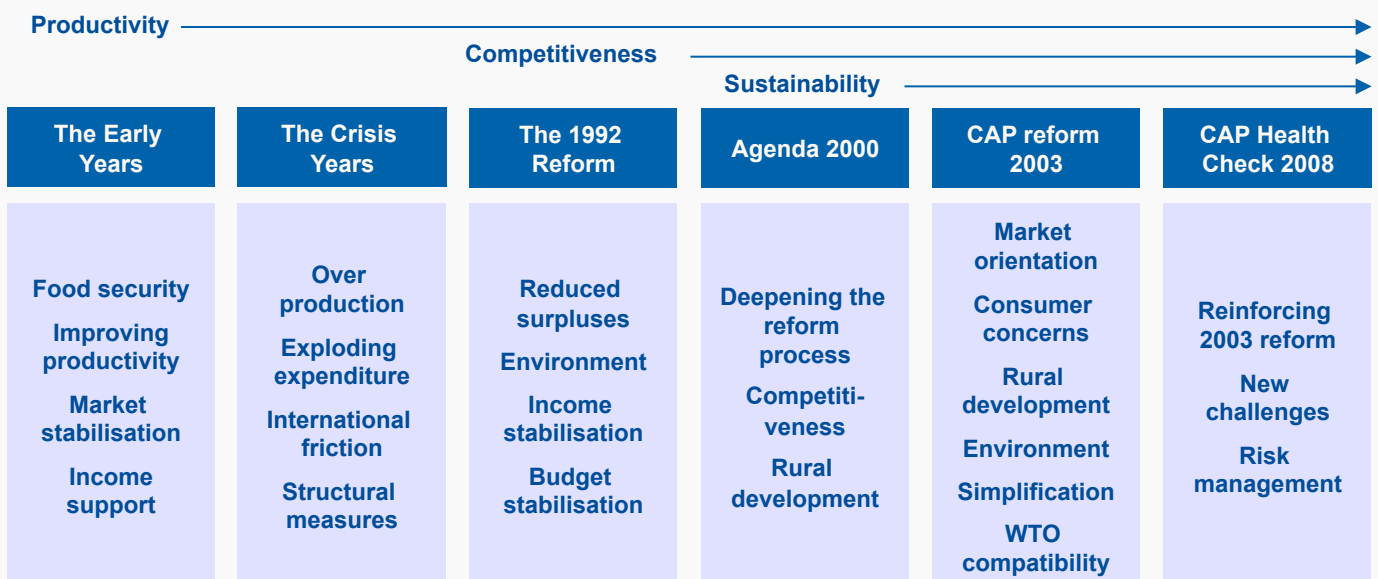 Productivity
Competitiveness
Sustainability
The Early
Years
Food security
Improving
productivity
Market
stabilisation
Income
support
The Crisis
Years
Over
production
Exploding
expenditure
International
friction
Structural
measures
The 1992
Reform
Reduced
surpluses
Environment
Income
stabilisation
Budget
stabilisation
Agenda 2000
Deepening the
reform
process
Competiti-
veness
Rural
development
CAP reform
2003
Market
orientation
Consumer
concerns
Rural
development
Environment
Simplification
WTO
compatibility
CAP Health
Check 2008
Reinforcing
2003 reform
New
challenges
Risk
management